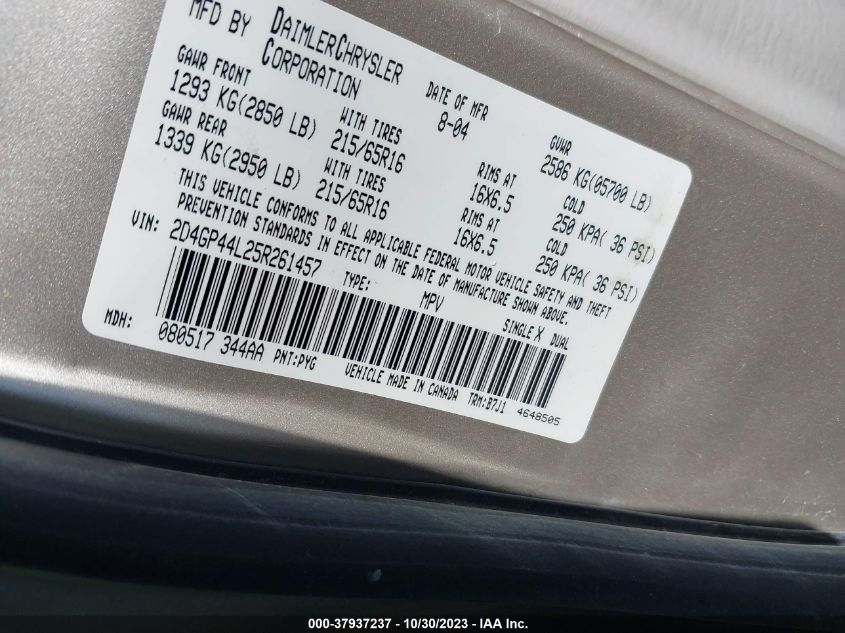 MFD BY DAIMLERCHRYSLER CORPORATION
DATE OF MFR 8-04
GVWR 2586 KG(05700 LB)
GAWR FRONT
1293 KG(2850 LB)
WITH TIRES
215/65R16
RIMS AT
16X6.5
COLD
250 KPA( 36 PSI)
GAWR REAR
1339 KG(2950 LB)
WITH TIRES
215/65R16
RIMS AT
16X6.5
COLD
250 KPA( 36 PSI)
THIS VEHICLE CONFORMS TO ALL APPLICABLE FEDERAL MOTOR VEHICLE SAFETY AND THEFT
PREVENTION STANDARDS IN EFFECT ON THE DATE OF MANUFACTURE SHOWN ABOVE.
VIN: 2D4GP44L25R261457
TYPE: MPV
SINGLE X DUAL
MDH: 080517 344AA PNT:PYG
VEHICLE MADE IN CANADA TRM:B7J1
4648505
000-37937237 - 10/30/2023 - IAA Inc.